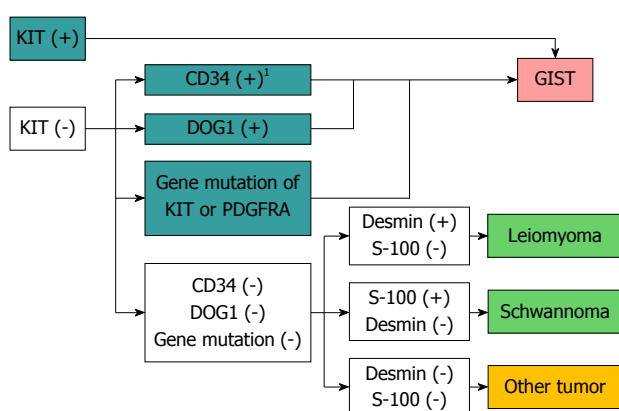 KIT (+)
CD34 (+)¹
GIST
KIT (-)
DOG1 (+)
Gene mutation of
KIT or PDGFRA
Desmin (+)
S-100 (-)
Leiomyoma
CD34 (-)
DOG1 (-)
Gene mutation (-)
S-100 (+)
Desmin (-)
Schwannoma
Desmin (-)
S-100 (-)
Other tumor